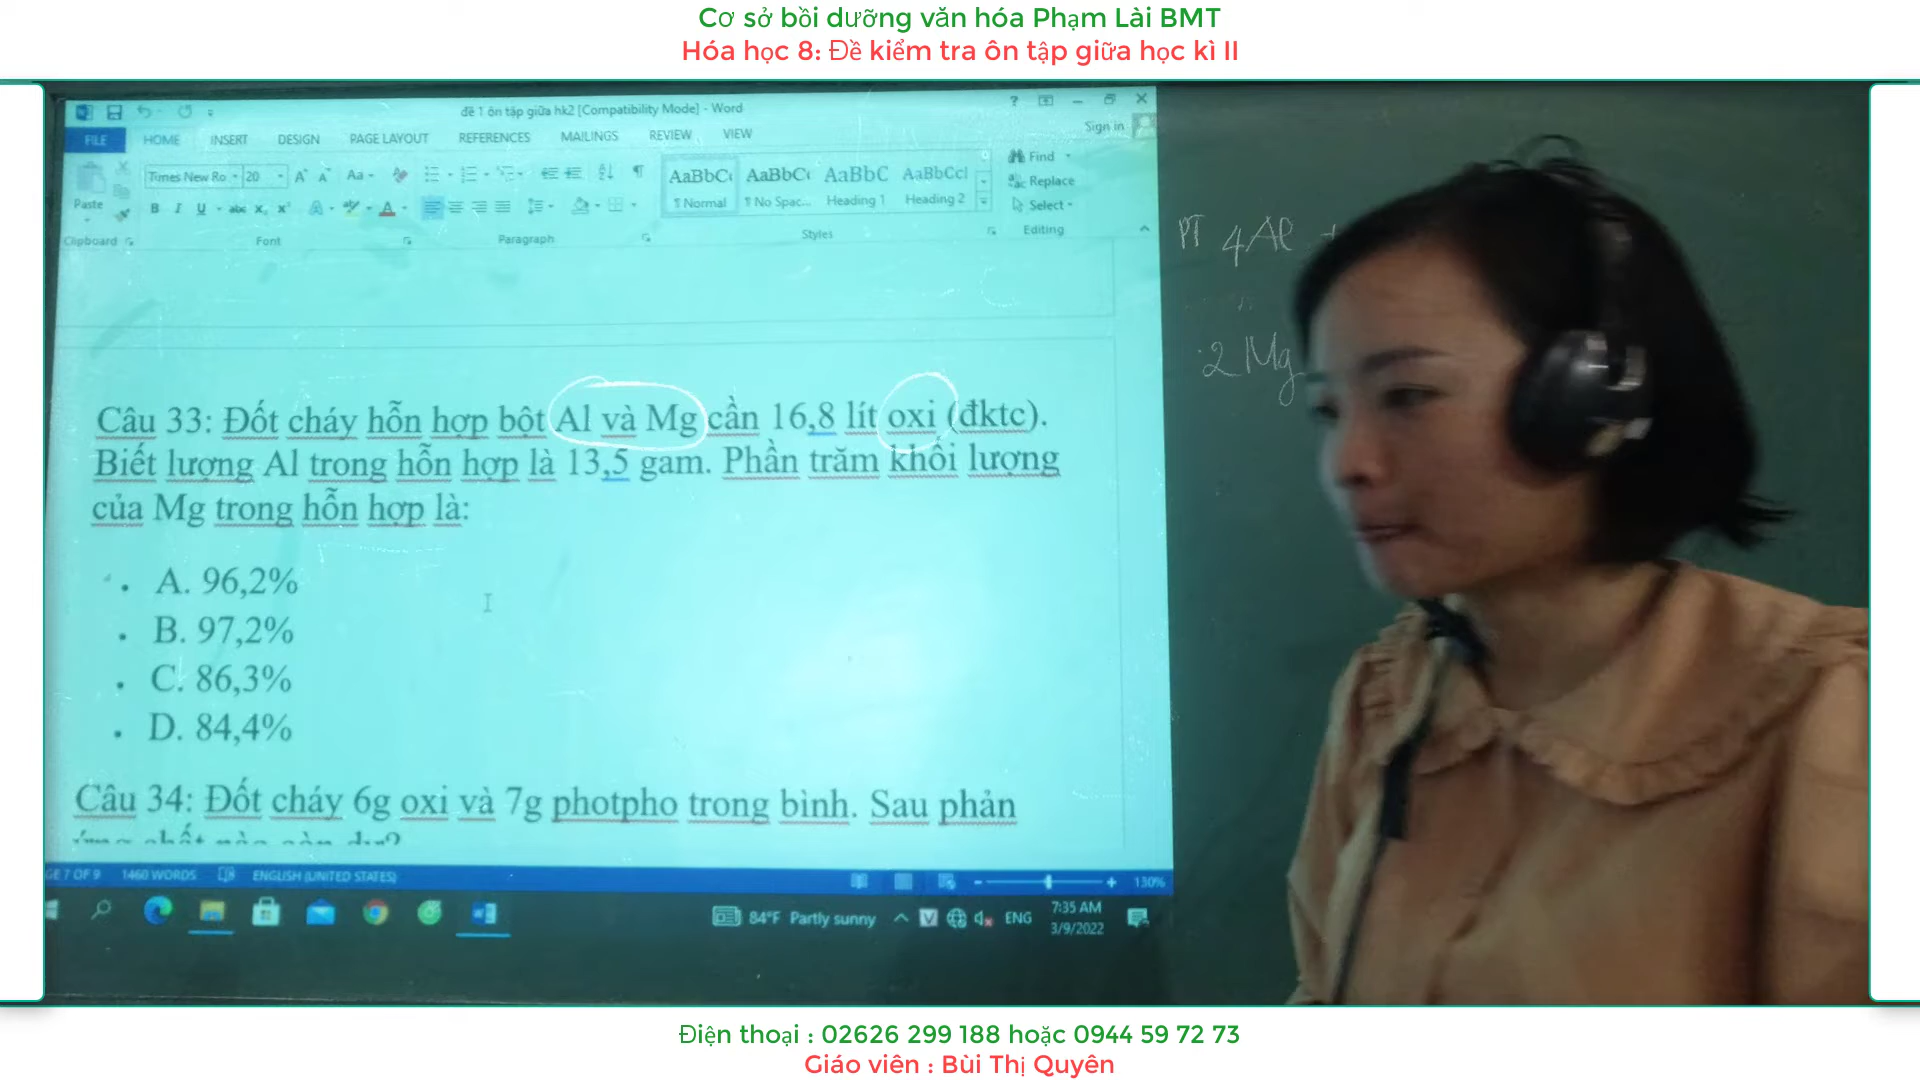 Cơ sở bồi dưỡng văn hóa Phạm Lài BMT
Hóa học 8: Đề kiểm tra ôn tập giữa học kì II
đề 1 ôn tập giữa hk2 [Compatibility Mode] - Word
Sign in
FILE HOME INSERT DESIGN PAGE LAYOUT REFERENCES MAILINGS REVIEW VIEW
Paste
Times New Ro 20
AaBbC AaBbC AaBbC AaBbCcI
¶ Normal ¶ No Spac... Heading 1 Heading 2
Find
Replace
Select
Clipboard Font Paragraph Styles Editing
PT 4Al +
2Mg
Câu 33: Đốt cháy hỗn hợp bột Al và Mg cần 16,8 lít oxi (đktc).
Biết lượng Al trong hỗn hợp là 13,5 gam. Phần trăm khối lượng
của Mg trong hỗn hợp là:
A. 96,2%
B. 97,2%
C. 86,3%
D. 84,4%
Câu 34: Đốt cháy 6g oxi và 7g photpho trong bình. Sau phản
GE 7 OF 9 1460 WORDS ENGLISH (UNITED STATES) 130%
84°F Partly sunny ENG 7:35 AM
3/9/2022
Điện thoại : 02626 299 188 hoặc 0944 59 72 73
Giáo viên : Bùi Thị Quyên